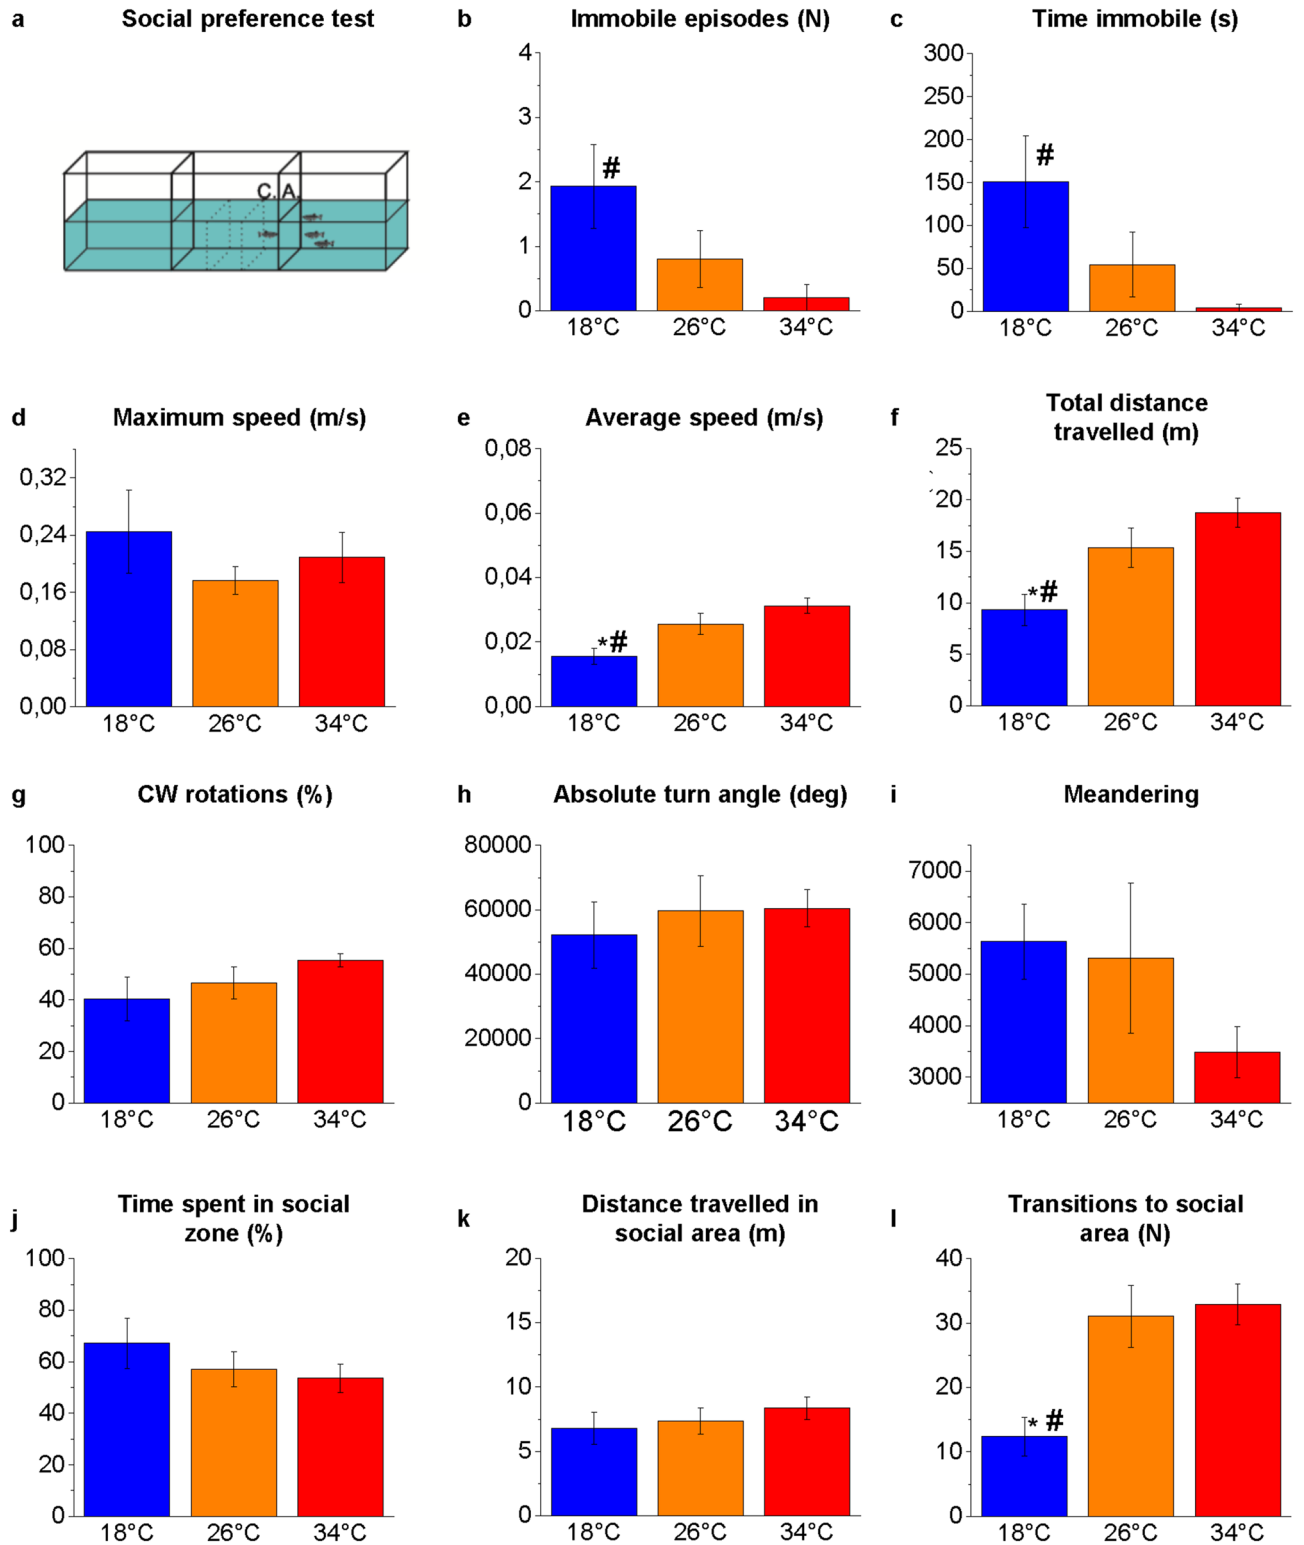 a Social preference test
C.A.
b Immobile episodes (N)
4
3
2
1
0
#
18°C 26°C 34°C
c Time immobile (s)
300
250
200
150
100
50
0
#
18°C 26°C 34°C
d Maximum speed (m/s)
0,32
0,24
0,16
0,08
0,00
18°C 26°C 34°C
e Average speed (m/s)
0,08
0,06
0,04
0,02
0,00
*#
18°C 26°C 34°C
f Total distance
travelled (m)
25
20
15
10
5
0
*#
18°C 26°C 34°C
g CW rotations (%)
100
80
60
40
20
0
18°C 26°C 34°C
h Absolute turn angle (deg)
80000
60000
40000
20000
0
18°C 26°C 34°C
i Meandering
7000
6000
5000
4000
3000
18°C 26°C 34°C
j Time spent in social
zone (%)
100
80
60
40
20
0
18°C 26°C 34°C
k Distance travelled in
social area (m)
20
15
10
5
0
18°C 26°C 34°C
l Transitions to social
area (N)
40
30
20
10
0
* #
18°C 26°C 34°C